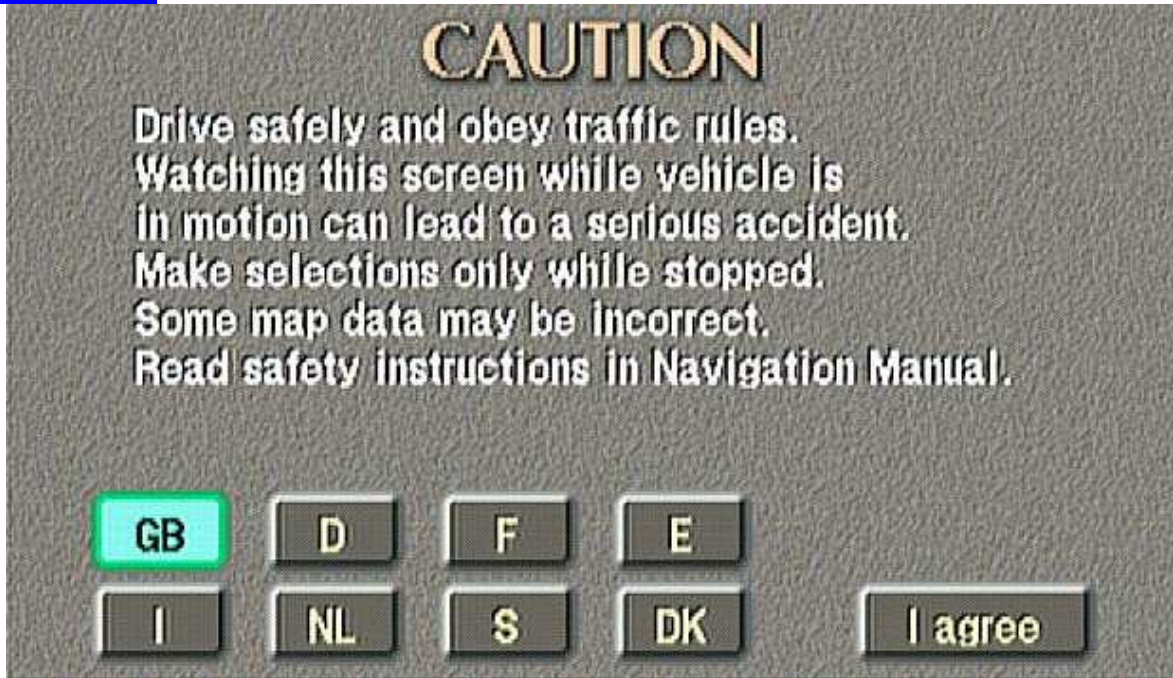 CAUTION
Drive safely and obey traffic rules.
Watching this screen while vehicle is
in motion can lead to a serious accident.
Make selections only while stopped.
Some map data may be incorrect.
Read safety instructions in Navigation Manual.
GB D F E
I NL S DK I agree